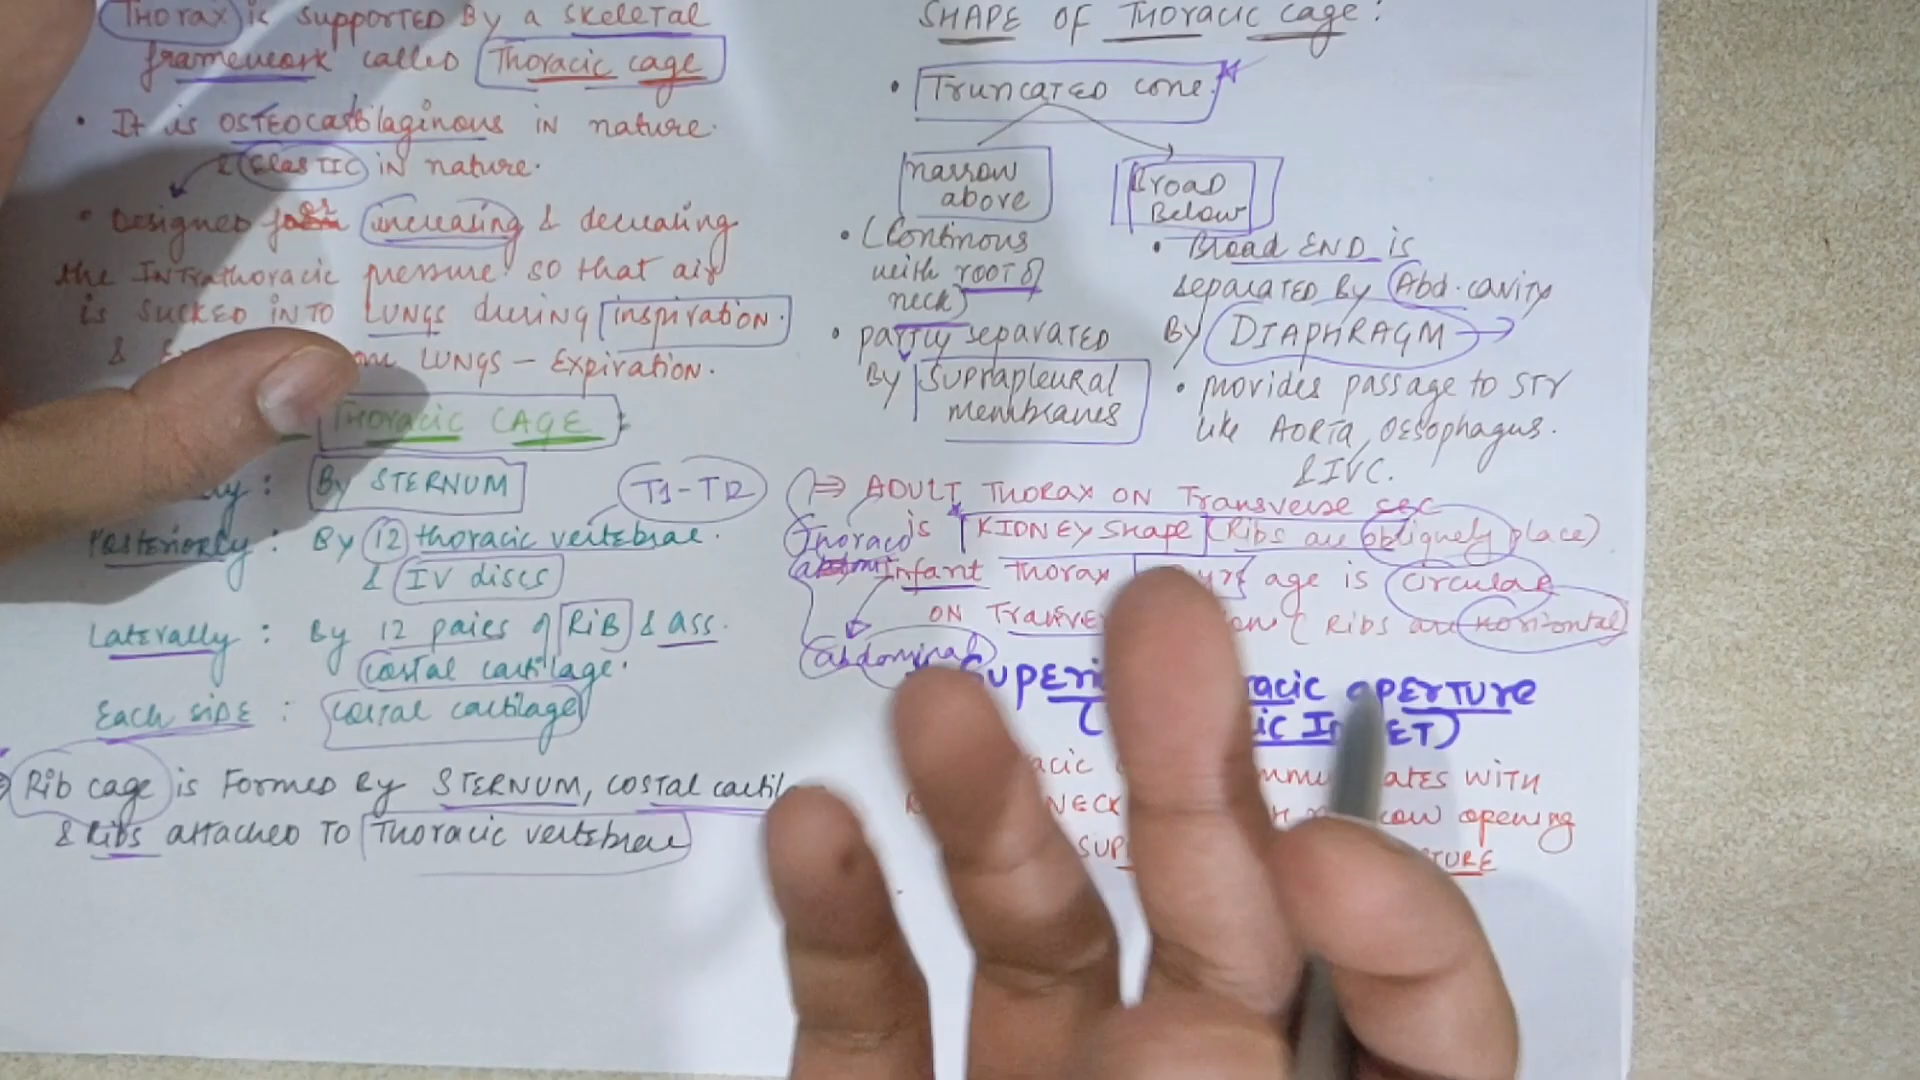 Thorax is supported By a skeletal
framework called Thoracic cage
• It is osteocartilaginous in nature.
& Elastic in nature.
• Designed for increasing & decreasing
the Intrathoracic pressure so that air
is sucked into Lungs during inspiration.
& Lungs – Expiration.
Thoracic CAGE
: By STERNUM
Posteriorly : By 12 thoracic vertebrae.
T1-T12
& IV discs
Laterally : By 12 pairs of RiB & ass.
costal cartilage.
Each side : costal cartilage
Rib cage is Formed By STERNUM, costal
& Ribs attached To Thoracic vertebrae
SHAPE OF Thoracic cage:
• Truncated cone.
narrow
above
Broad
Below
• (Continous
with root of
neck)
• partly separated
By Suprapleural
membranes
• Broad END is
separated By Abd. cavity
By DIAPHRAGM →
• provides passage to STR
like AORTA, Oesophagus.
& IVC.
⇒ ADULT Thorax on Transverse sec
is KIDNEY shape (Ribs are obliquely place)
Thoraco
Infant Thorax age is circular
ON (Ribs are Horizontal)
abdominal
APERTURE
WITH
NECK opening